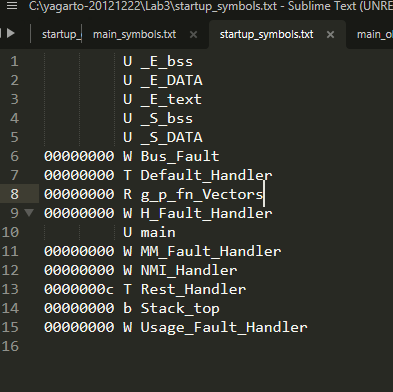 C:\yagarto-20121222\Lab3\startup_symbols.txt - Sublime Text (UNRE
startup_ main_symbols.txt startup_symbols.txt main_ol
1 U _E_bss
2 U _E_DATA
3 U _E_text
4 U _S_bss
5 U _S_DATA
6 00000000 W Bus_Fault
7 00000000 T Default_Handler
8 00000000 R g_p_fn_Vectors
9 00000000 W H_Fault_Handler
10 U main
11 00000000 W MM_Fault_Handler
12 00000000 W NMI_Handler
13 0000000c T Rest_Handler
14 00000000 b Stack_top
15 00000000 W Usage_Fault_Handler
16